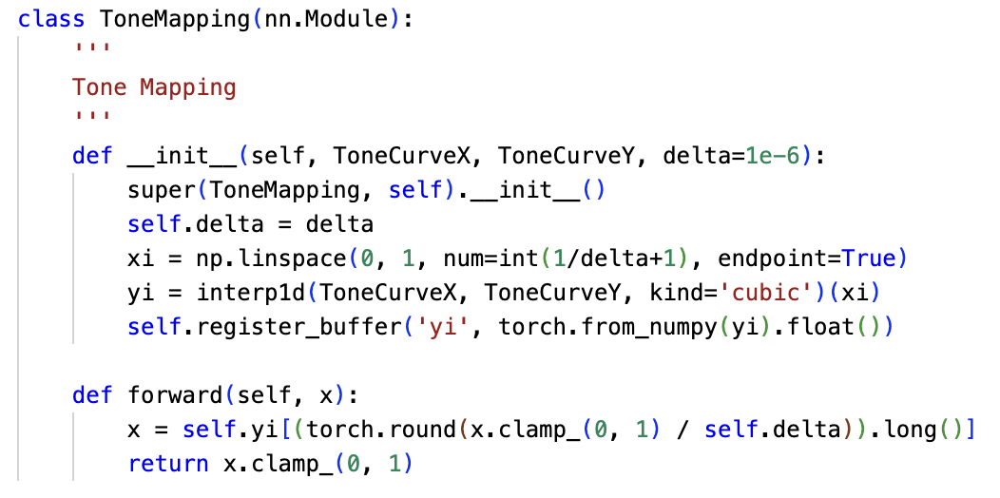 class ToneMapping(nn.Module):
    '''
    Tone Mapping
    '''
    def __init__(self, ToneCurveX, ToneCurveY, delta=1e-6):
        super(ToneMapping, self).__init__()
        self.delta = delta
        xi = np.linspace(0, 1, num=int(1/delta+1), endpoint=True)
        yi = interp1d(ToneCurveX, ToneCurveY, kind='cubic')(xi)
        self.register_buffer('yi', torch.from_numpy(yi).float())

    def forward(self, x):
        x = self.yi[(torch.round(x.clamp_(0, 1) / self.delta)).long()]
        return x.clamp_(0, 1)